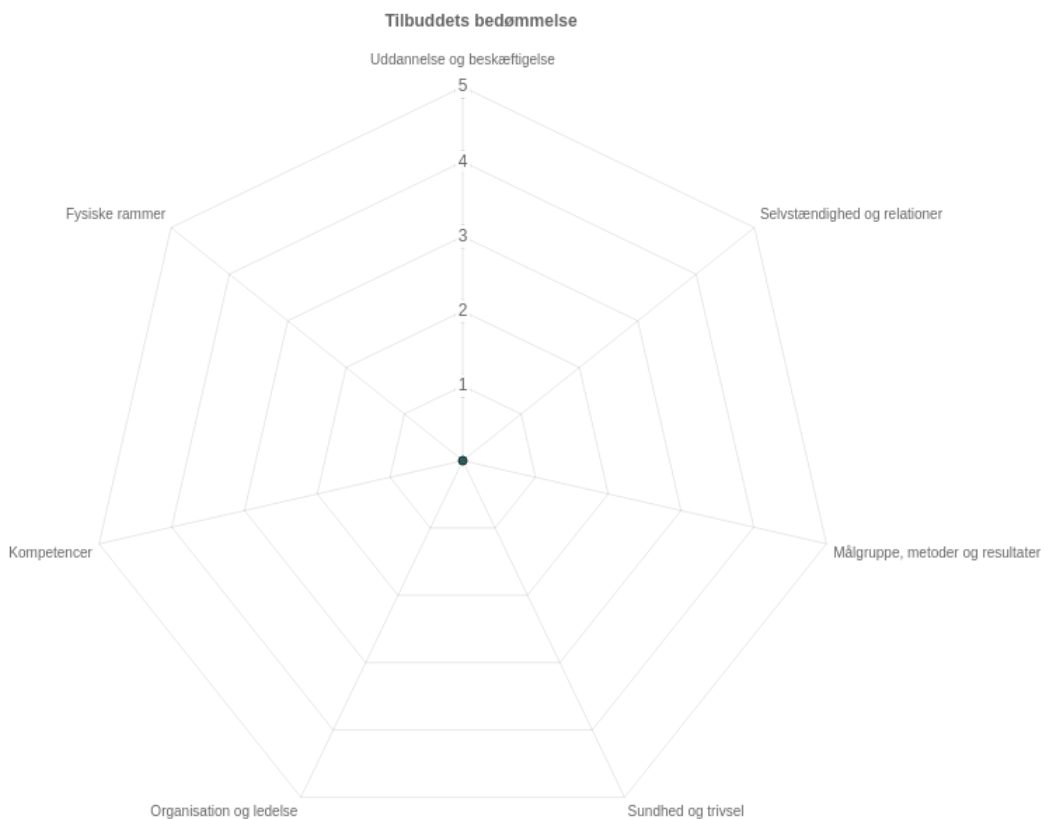 Tilbuddets bedømmelse
Uddannelse og beskæftigelse
5
4
Fysiske rammer
Selvstændighed og relationer
3
2
1
Kompetencer
Målgruppe, metoder og resultater
Organisation og ledelse
Sundhed og trivsel